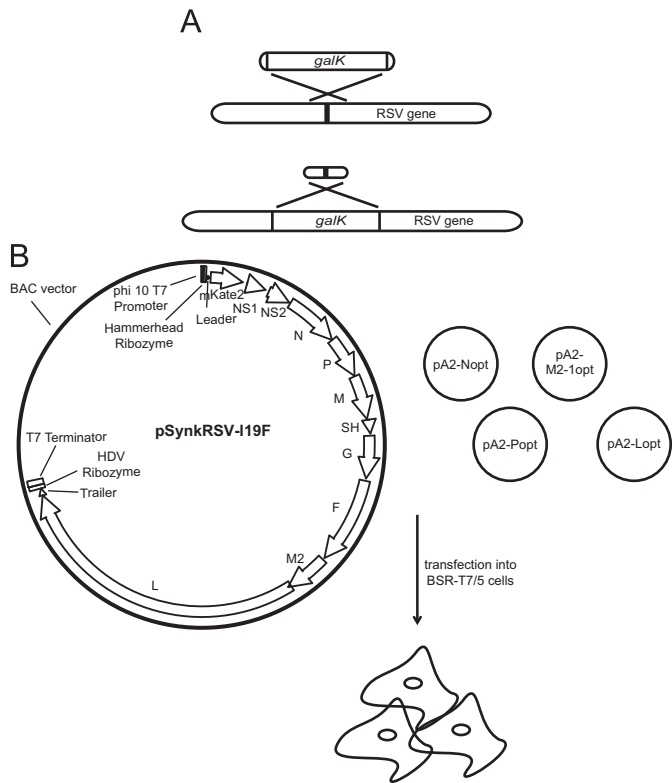 A
galK
RSV gene
galK
RSV gene
B
BAC vector
phi 10 T7
Promoter
Hammerhead
Ribozyme
Leader
mKate2
NS1
NS2
N
P
M
SH
G
F
M2
L
pSynkRSV-I19F
T7 Terminator
HDV
Ribozyme
Trailer
pA2-Nopt
pA2-
M2-1opt
pA2-Popt
pA2-Lopt
transfection into
BSR-T7/5 cells